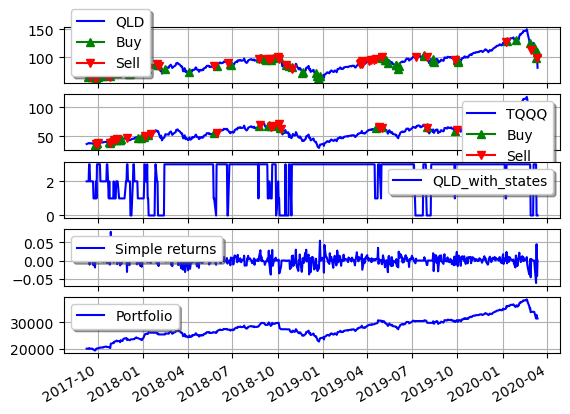 150
100
QLD
Buy
Sell
100
50
TQQQ
Buy
Sell
2
0
QLD_with_states
0.05
0.00
−0.05
Simple returns
30000
20000
Portfolio
2017-10
2018-01
2018-04
2018-07
2018-10
2019-01
2019-04
2019-07
2019-10
2020-01
2020-04